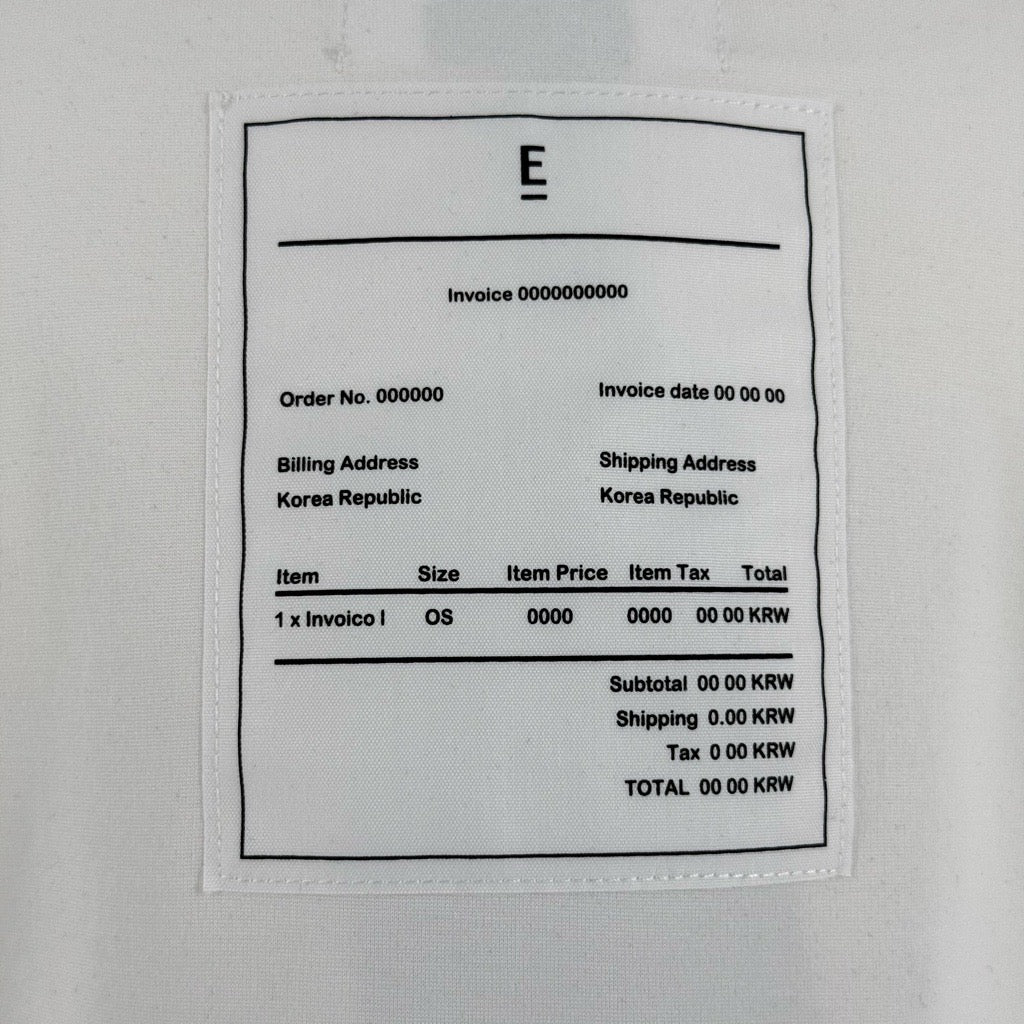 E
Invoice 0000000000
Order No. 000000 Invoice date 00 00 00
Billing Address Shipping Address
Korea Republic Korea Republic
Item Size Item Price Item Tax Total
1 x Invoico I OS 0000 0000 00 00 KRW
Subtotal 00 00 KRW
Shipping 0.00 KRW
Tax 0 00 KRW
TOTAL 00 00 KRW